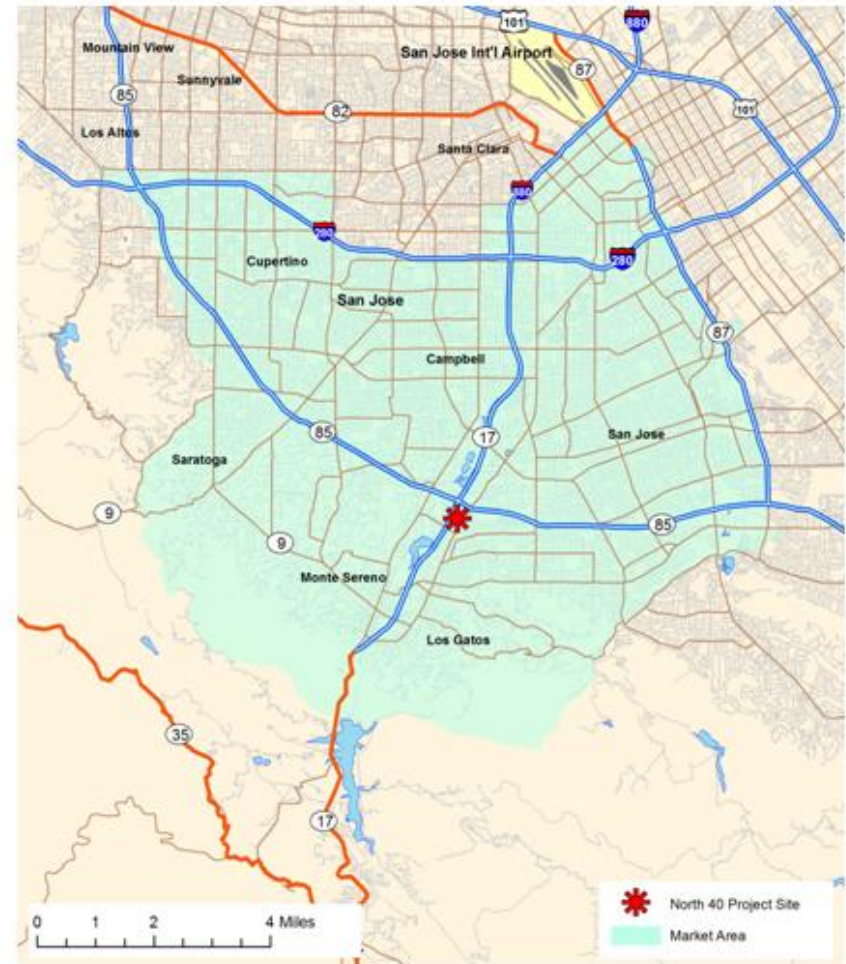 101
880
San Jose Int'l Airport
Mountain View
87
Sunnyvale
85
82
101
Los Altos
Santa Clara
880
280
280
Cupertino
San Jose
87
Campbell
85
17
San Jose
Saratoga
9
85
9
Monte Sereno
Los Gatos
35
17
0 1 2 4 Miles
North 40 Project Site
Market Area